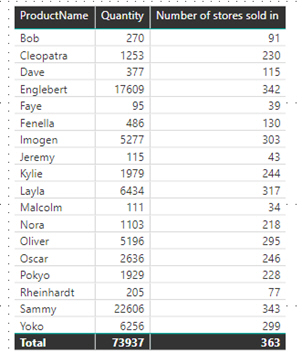 ProductName Quantity Number of stores sold in
Bob 270 91
Cleopatra 1253 230
Dave 377 115
Englebert 17609 342
Faye 95 39
Fenella 486 130
Imogen 5277 303
Jeremy 115 43
Kylie 1979 244
Layla 6434 317
Malcolm 111 34
Nora 1103 218
Oliver 5196 295
Oscar 2636 246
Pokyo 1929 228
Rheinhardt 205 77
Sammy 22606 343
Yoko 6256 299
Total 73937 363